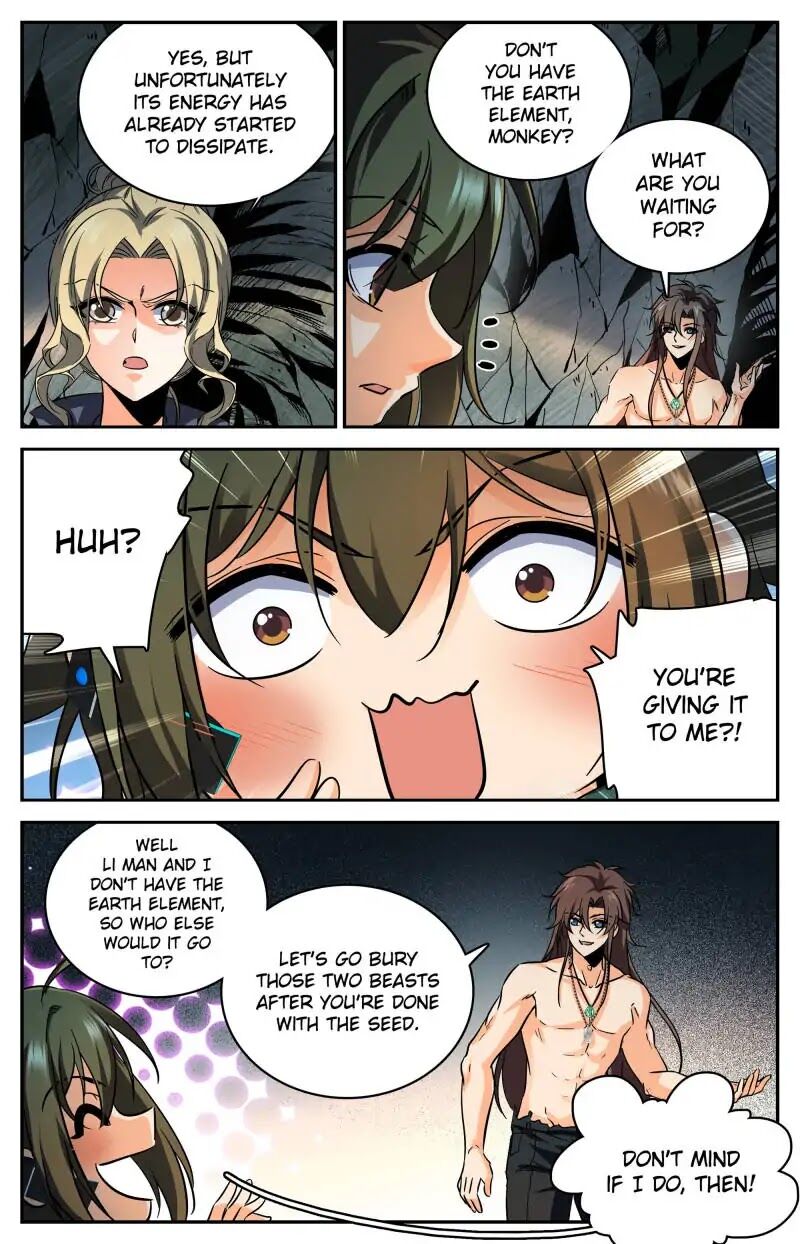 YES, BUT
UNFORTUNATELY
ITS ENERGY HAS
ALREADY STARTED
TO DISSIPATE.
DON'T
YOU HAVE
THE EARTH
ELEMENT,
MONKEY?
WHAT
ARE YOU
WAITING
FOR?
HUH?
YOU'RE
GIVING IT
TO ME?!
WELL
LI MAN AND I
DON'T HAVE THE
EARTH ELEMENT,
SO WHO ELSE
WOULD IT GO
TO?
LET'S GO BURY
THOSE TWO BEASTS
AFTER YOU'RE DONE
WITH THE SEED.
DON'T MIND
IF I DO, THEN!